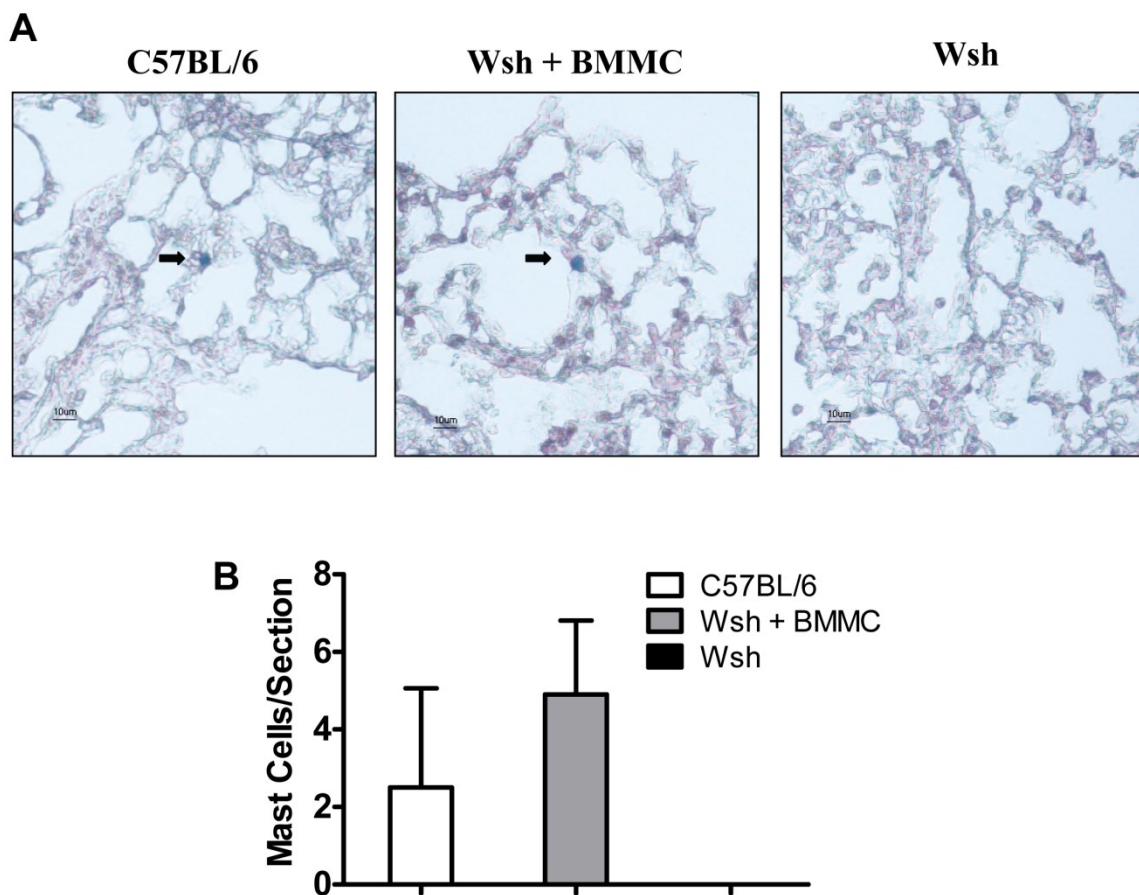 A
C57BL/6 Wsh + BMMC Wsh
10um 10um 10um
B
Mast Cells/Section
8
6
4
2
0
C57BL/6
Wsh + BMMC
Wsh